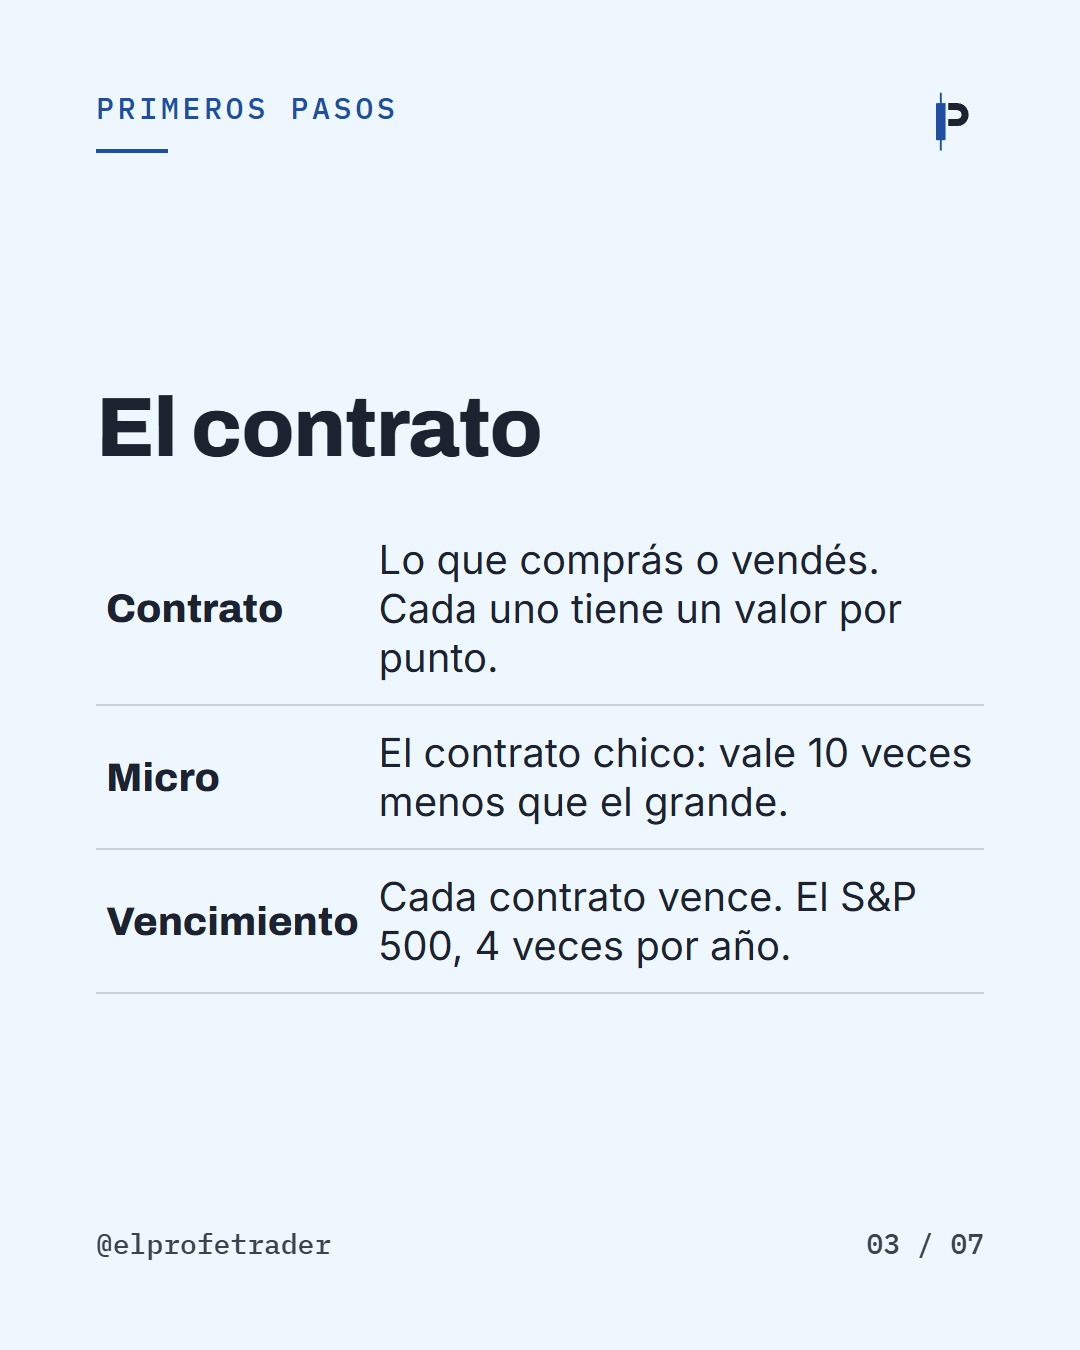 PRIMEROS PASOS
P
El contrato
Contrato
Lo que comprás o vendés.
Cada uno tiene un valor por
punto.
Micro
El contrato chico: vale 10 veces
menos que el grande.
Vencimiento
Cada contrato vence. El S&P
500, 4 veces por año.
@elprofetrader
03 / 07